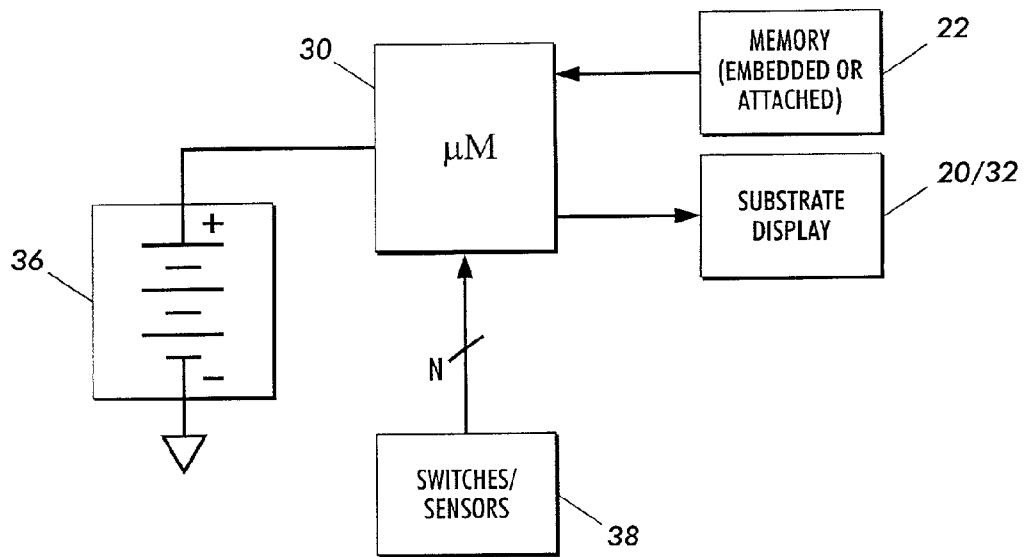 30
μM
MEMORY
(EMBEDDED OR
ATTACHED)
22
SUBSTRATE
DISPLAY
20/32
36
+
−
N
SWITCHES/
SENSORS
38